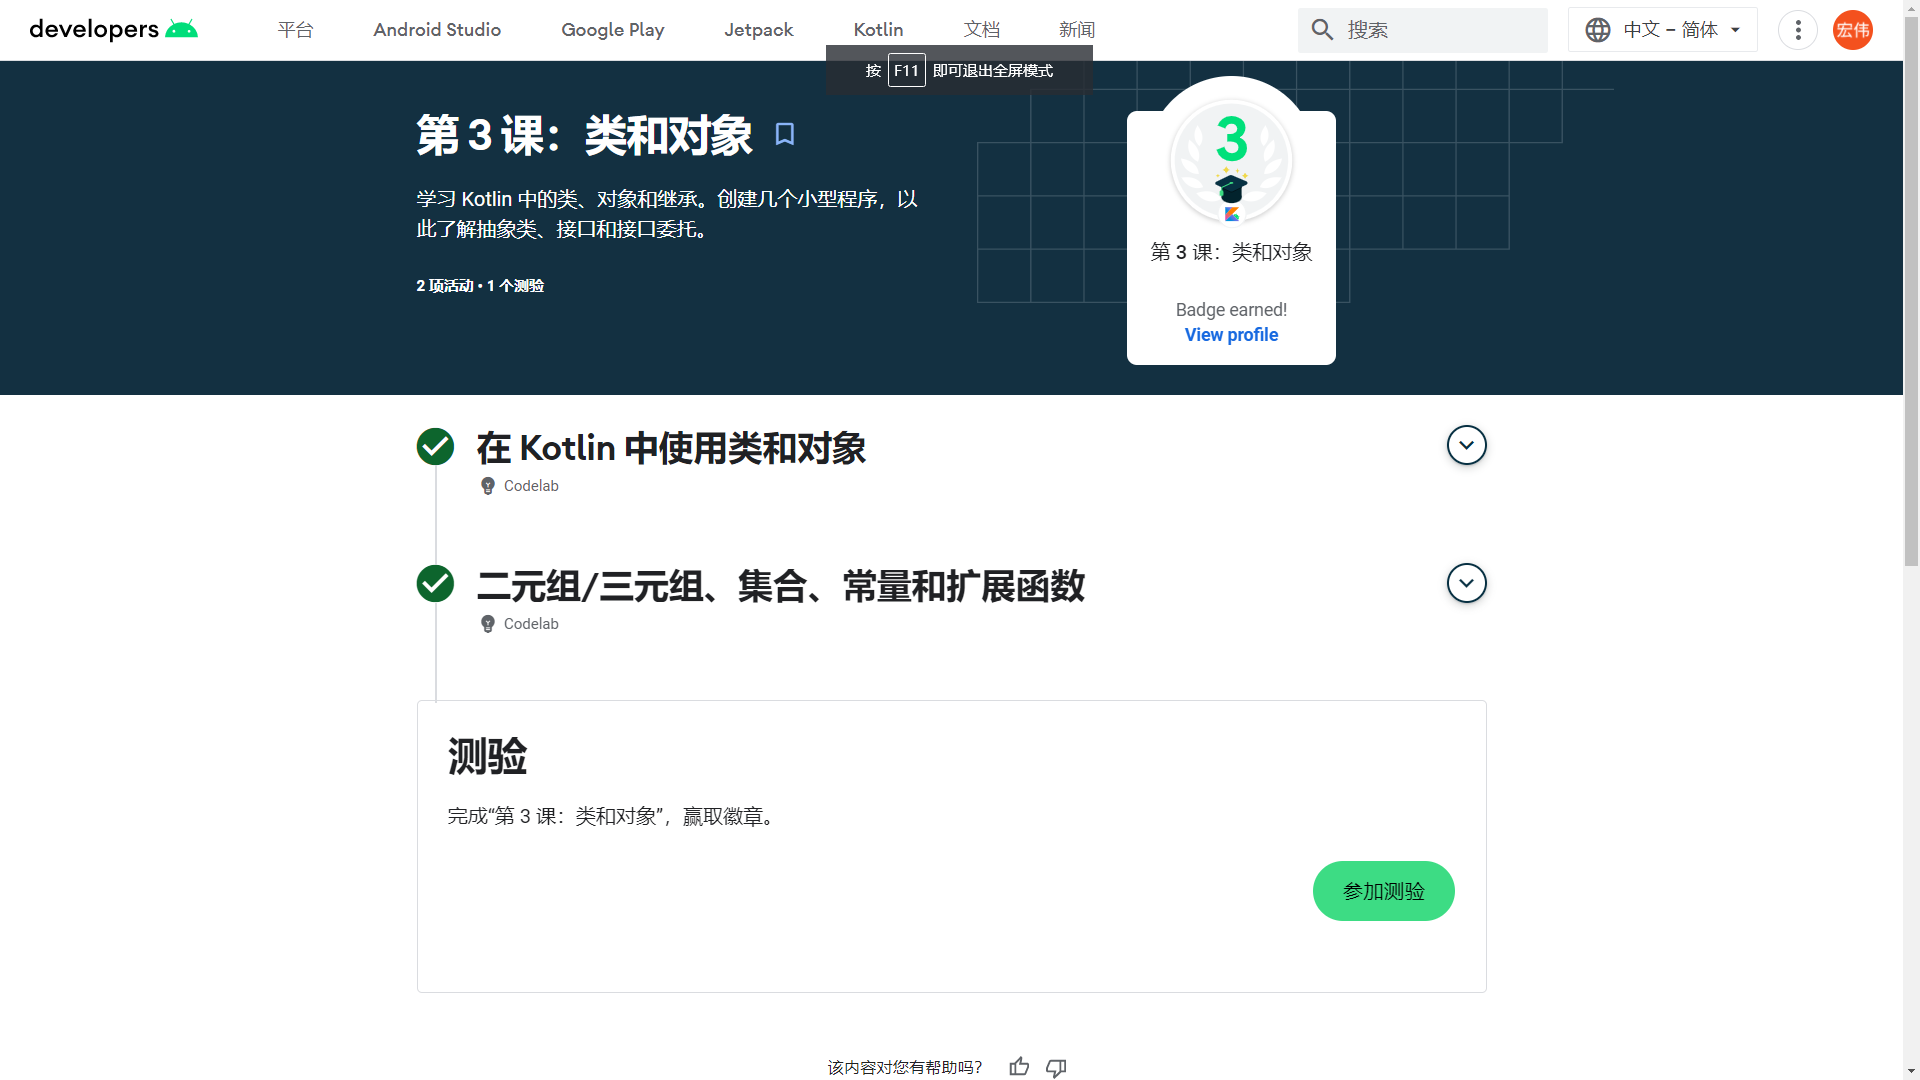 developers
平台
Android Studio
Google Play
Jetpack
Kotlin
文档
新闻
搜索
中文 – 简体
宏伟
按 F11 即可退出全屏模式
第 3 课：类和对象
学习 Kotlin 中的类、对象和继承。创建几个小型程序，以
此了解抽象类、接口和接口委托。
2 项活动 • 1 个测验
3
第 3 课：类和对象
Badge earned!
View profile
在 Kotlin 中使用类和对象
Codelab
二元组/三元组、集合、常量和扩展函数
Codelab
测验
完成“第 3 课：类和对象”，赢取徽章。
参加测验
该内容对您有帮助吗？